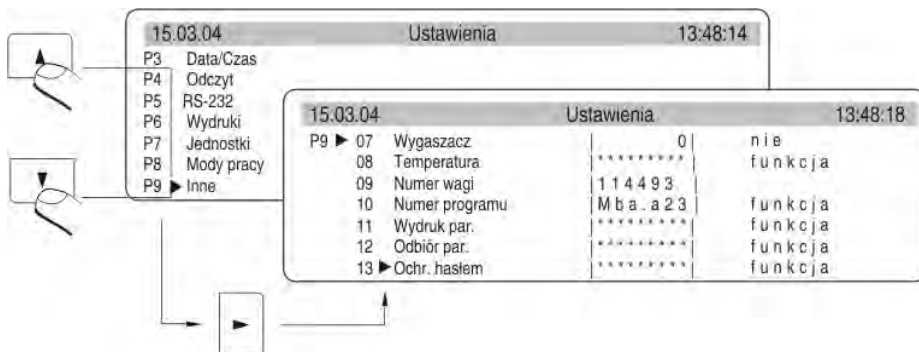 15.03.04 Ustawienia 13:48:14
P3 Data/Czas
P4 Odczyt
P5 RS-232
P6 Wydruki
P7 Jednostki
P8 Mody pracy
P9 ► Inne
15.03.04 Ustawienia 13:48:18
P9 ► 07 Wygaszacz | 0 | nie
08 Temperatura |*********| funkcja
09 Numer wagi |114493 |
10 Numer programu |Mba.a23| funkcja
11 Wydruk par. |*********| funkcja
12 Odbiór par. |*********| funkcja
13 ► Ochr. hasłem |*********| funkcja